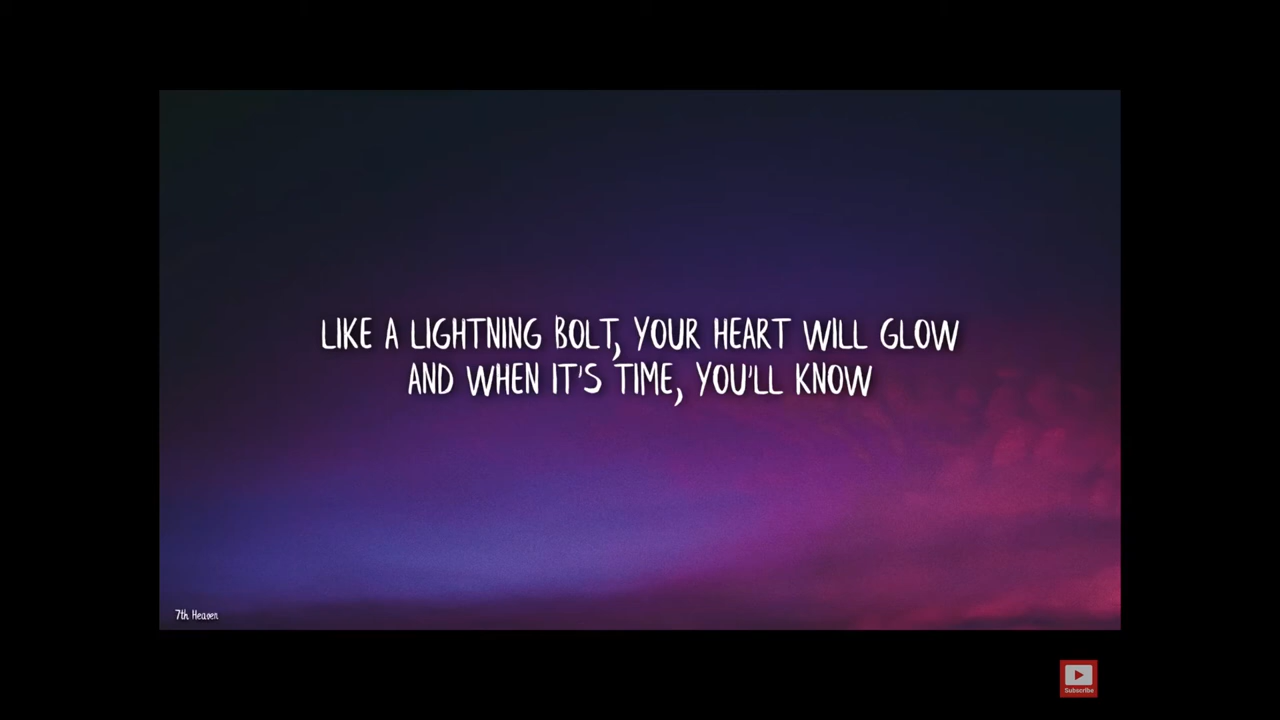 LIKE A LIGHTNING BOLT, YOUR HEART WILL GLOW
AND WHEN IT'S TIME, YOU'LL KNOW
7th Heaven
Subscribe